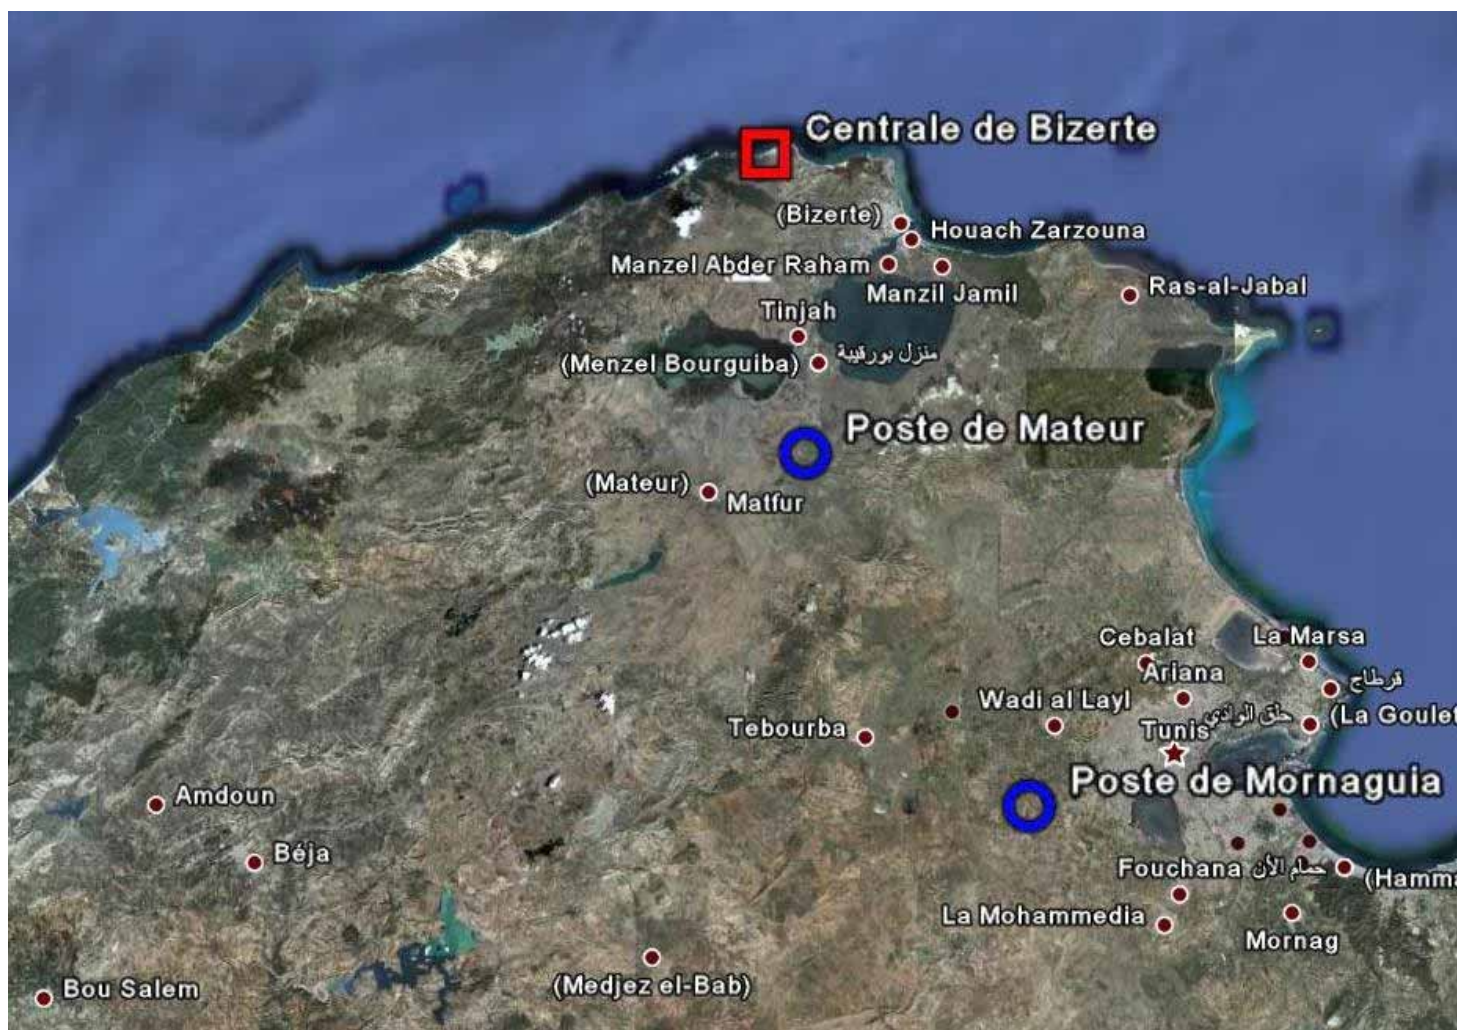 Centrale de Bizerte
(Bizerte)
Houach Zarzouna
Manzel Abder Raham
Manzil Jamil
Ras-al-Jabal
Tinjah
منزل بورقيبة
(Menzel Bourguiba)
Poste de Mateur
(Mateur)
Matfur
Cebalat
La Marsa
Ariana
قرطاج
Wadi al Layl
حلق الوادي
(La Goulet
Tebourba
Tunis
Poste de Mornaguia
Amdoun
Béja
Fouchana
حمام الأن
(Hamma
La Mohammedia
Mornag
(Medjez el-Bab)
Bou Salem